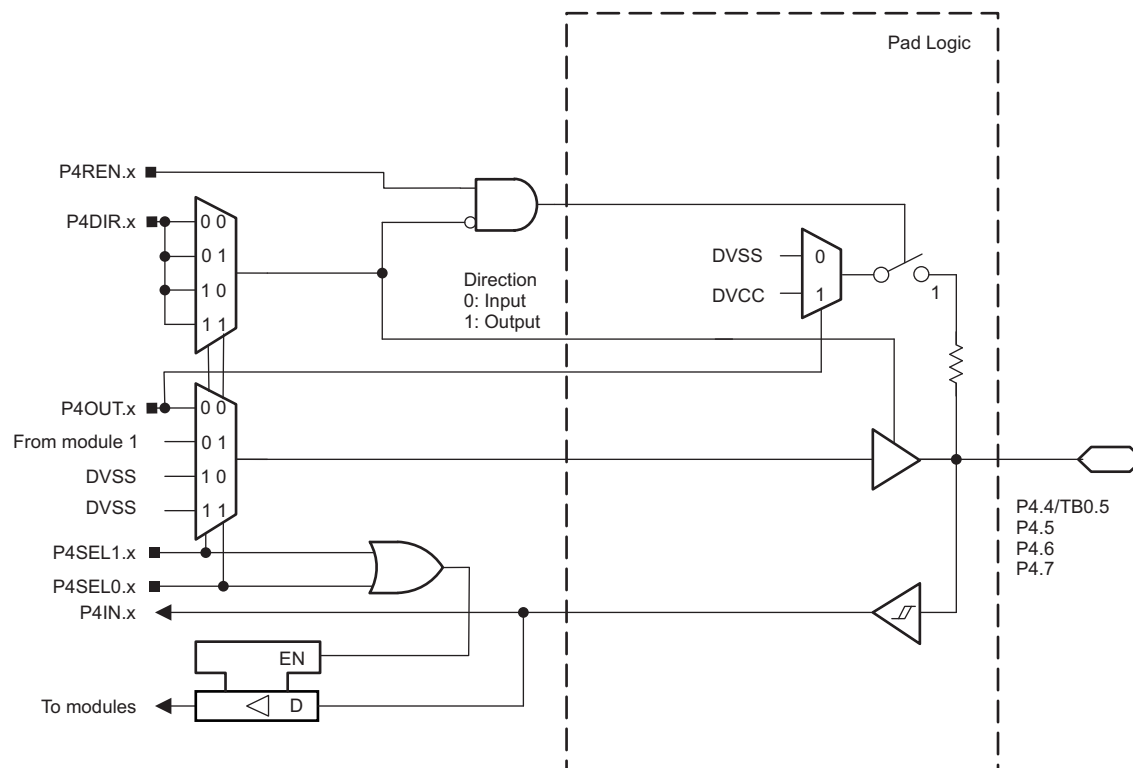 Pad Logic
P4REN.x
P4DIR.x
0 0
0 1
1 0
1 1
Direction
0: Input
1: Output
DVSS
0
DVCC
1
1
P4OUT.x
0 0
From module 1
0 1
DVSS
1 0
DVSS
1 1
P4SEL1.x
P4SEL0.x
P4IN.x
P4.4/TB0.5
P4.5
P4.6
P4.7
EN
To modules
D